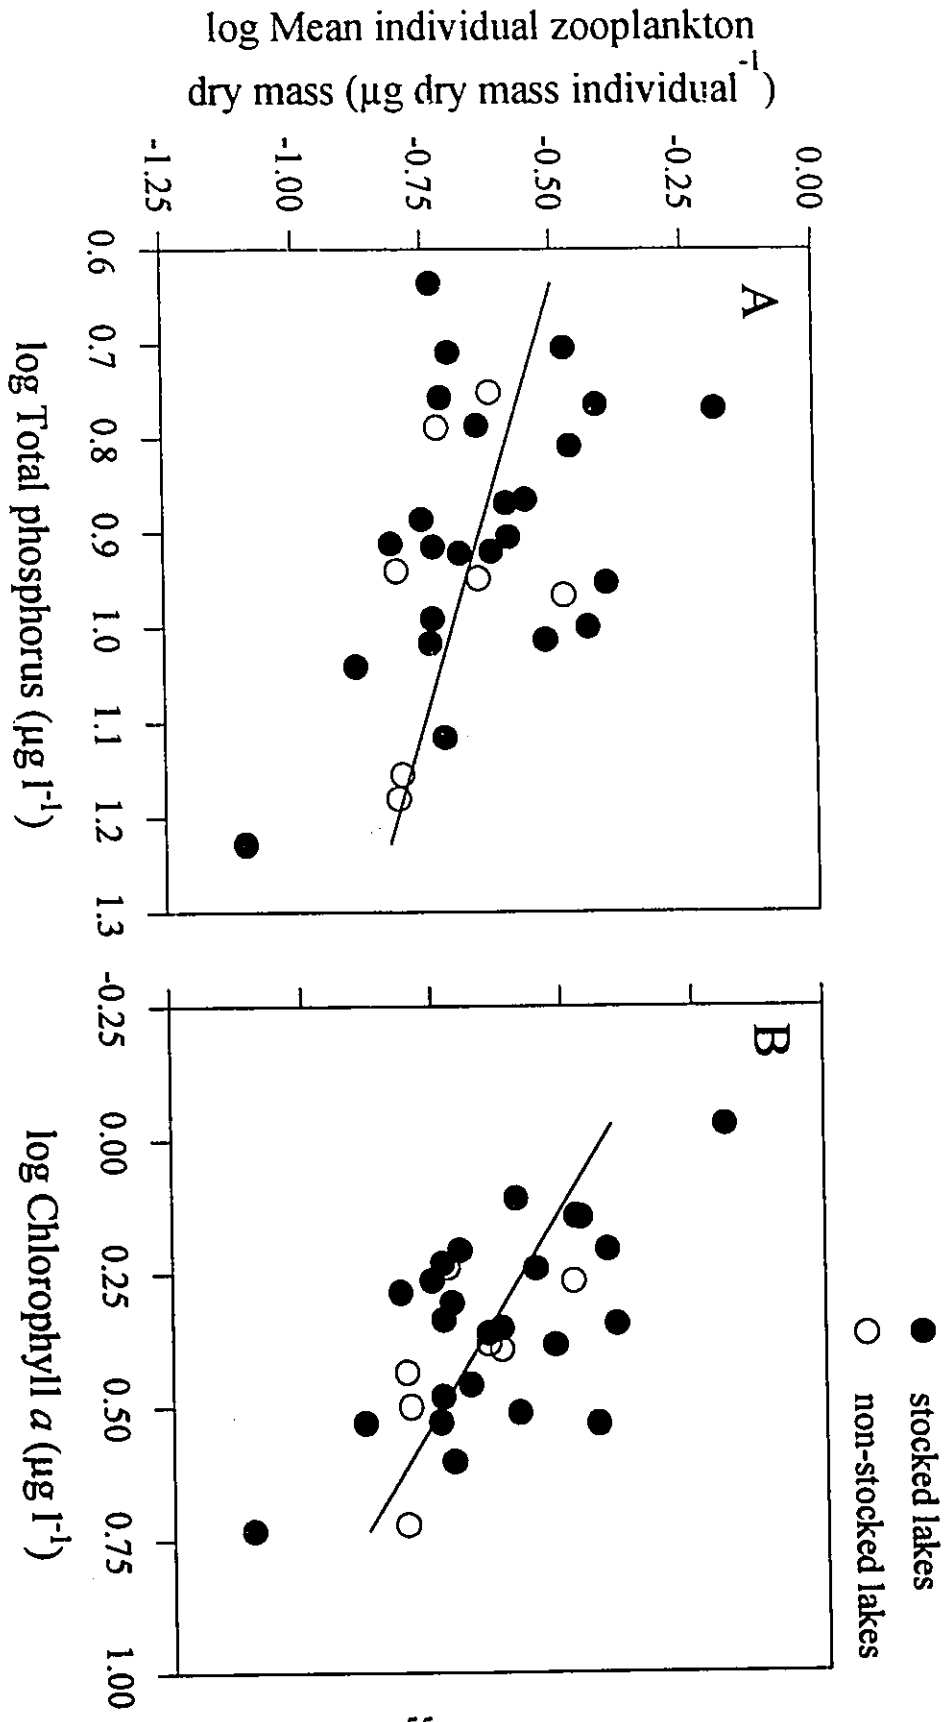 log Mean individual zooplankton
dry mass (μg dry mass individual⁻¹)
0.00
-0.25
-0.50
-0.75
-1.00
-1.25
A
0.6
0.7
0.8
0.9
1.0
1.1
1.2
1.3
log Total phosphorus (μg l⁻¹)
B
-0.25
0.00
0.25
0.50
0.75
1.00
log Chlorophyll a (μg l⁻¹)
stocked lakes
non-stocked lakes